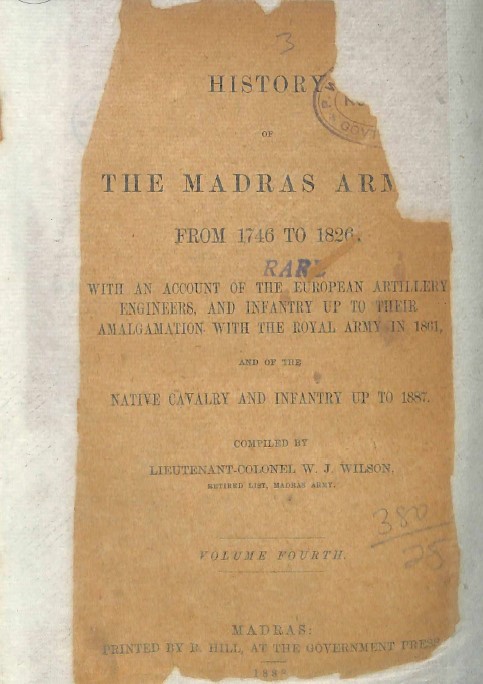 3
HISTORY
OF
THE MADRAS ARM
FROM 1746 TO 1826,
RARE
WITH AN ACCOUNT OF THE EUROPEAN ARTILLERY
ENGINEERS, AND INFANTRY UP TO THEIR
AMALGAMATION WITH THE ROYAL ARMY IN 1861,
AND OF THE
NATIVE CAVALRY AND INFANTRY UP TO 1887.
COMPILED BY
LIEUTENANT-COLONEL W. J. WILSON,
RETIRED LIST, MADRAS ARMY.
380
25
VOLUME FOURTH.
MADRAS:
PRINTED BY R. HILL, AT THE GOVERNMENT PRESS